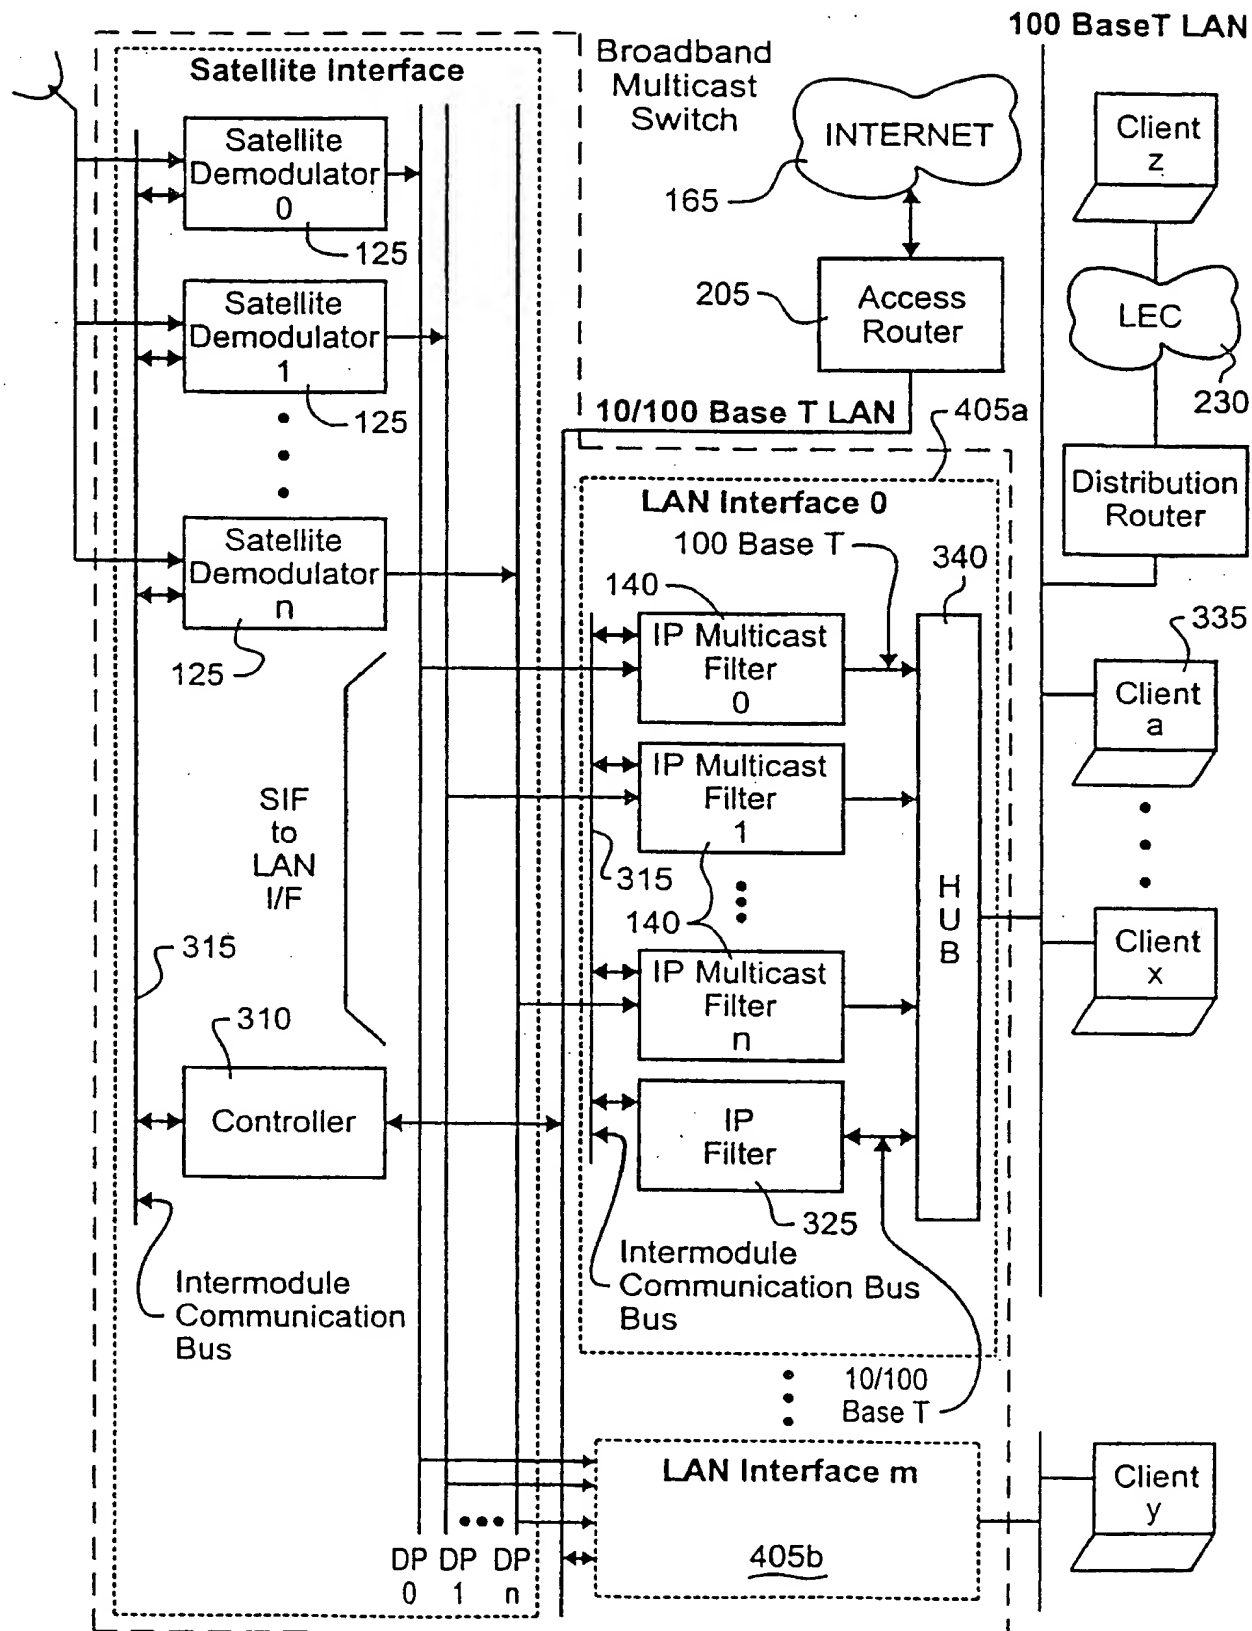 100 BaseT LAN
Satellite Interface
Broadband
Multicast
Switch
INTERNET
165
Client
z
Satellite
Demodulator
0
125
Satellite
Demodulator
1
125
205
Access
Router
LEC
230
10/100 Base T LAN
405a
Distribution
Router
Satellite
Demodulator
n
125
LAN Interface 0
100 Base T
340
140
IP Multicast
Filter
0
335
Client
a
IP Multicast
Filter
1
315
140
IP Multicast
Filter
n
H
U
B
Client
x
SIF
to
LAN
I/F
315
310
Controller
IP
Filter
325
Intermodule
Communication
Bus
Intermodule
Communication Bus
Bus
10/100
Base T
LAN Interface m
405b
Client
y
DP DP DP
0 1 n